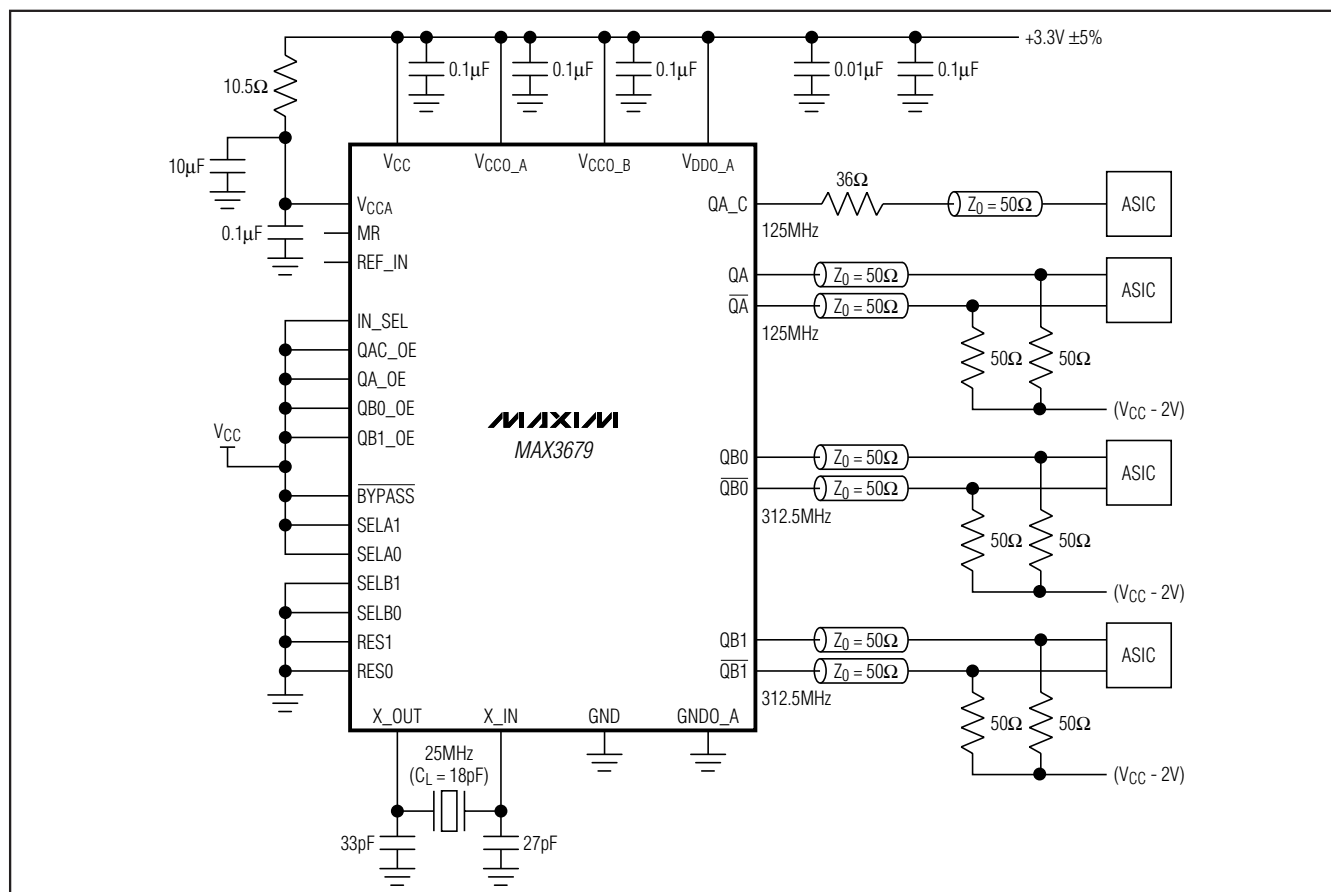 +3.3V ±5%
10.5Ω
0.1µF
0.1µF
0.1µF
0.01µF
0.1µF
10µF
0.1µF
VCC
VCCO_A
VCCO_B
VDDO_A
VCCA
MR
REF_IN
IN_SEL
QAC_OE
QA_OE
QB0_OE
QB1_OE
VCC
BYPASS
SELA1
SELA0
SELB1
SELB0
RES1
RES0
MAXIM
MAX3679
QA_C
36Ω
Z0 = 50Ω
ASIC
125MHz
QA
Z0 = 50Ω
ASIC
QA
Z0 = 50Ω
125MHz
50Ω
50Ω
(VCC - 2V)
QB0
Z0 = 50Ω
ASIC
QB0
Z0 = 50Ω
312.5MHz
50Ω
50Ω
(VCC - 2V)
QB1
Z0 = 50Ω
ASIC
QB1
Z0 = 50Ω
312.5MHz
50Ω
50Ω
(VCC - 2V)
X_OUT
X_IN
GND
GNDO_A
25MHz
(CL = 18pF)
33pF
27pF